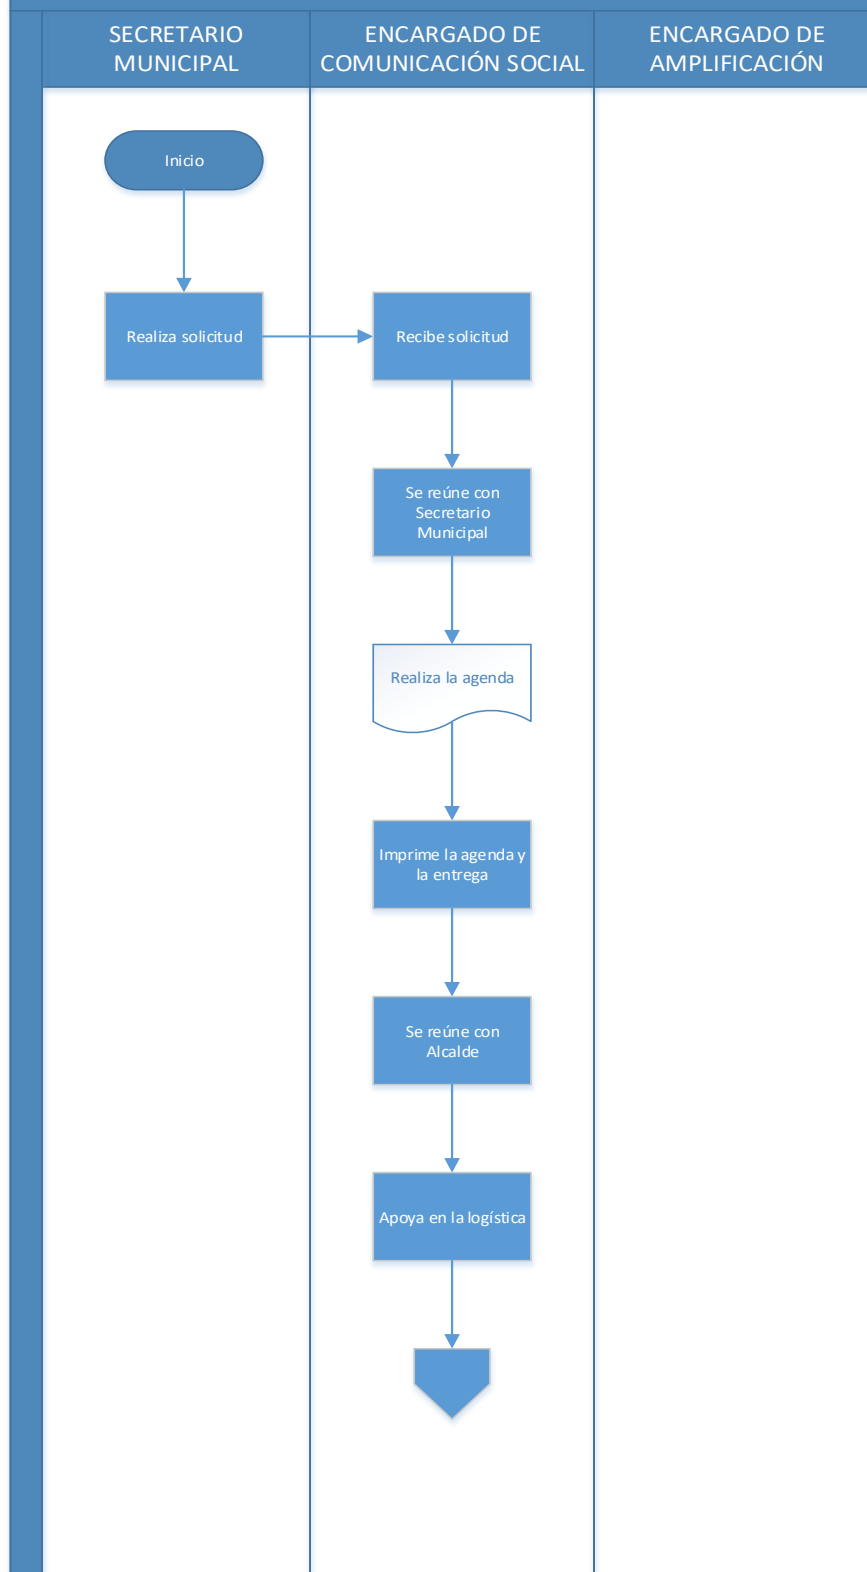 SECRETARIO
MUNICIPAL
ENCARGADO DE
COMUNICACIÓN SOCIAL
ENCARGADO DE
AMPLIFICACIÓN
Inicio
Realiza solicitud
Recibe solicitud
Se reúne con
Secretario
Municipal
Realiza la agenda
Imprime la agenda y
la entrega
Se reúne con
Alcalde
Apoya en la logística